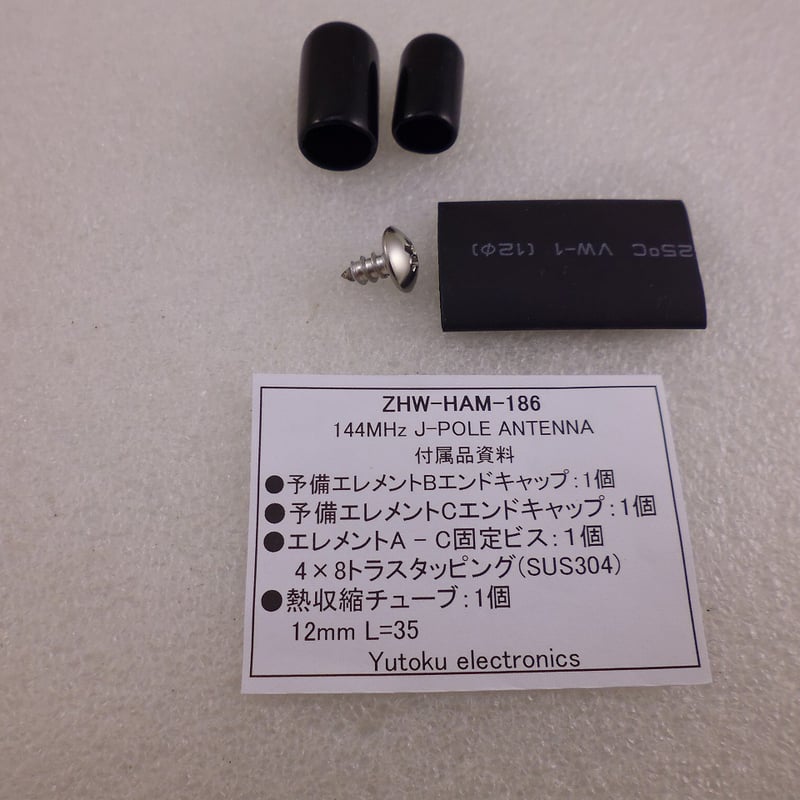 25℃ VW-1 (12Φ)
ZHW-HAM-186
144MHz J-POLE ANTENNA
付属品資料
●予備エレメントBエンドキャップ:1個
●予備エレメントCエンドキャップ:1個
●エレメントA - C固定ビス:1個
4×8トラスタッピング(SUS304)
●熱収縮チューブ:1個
12mm L=35
Yutoku electronics